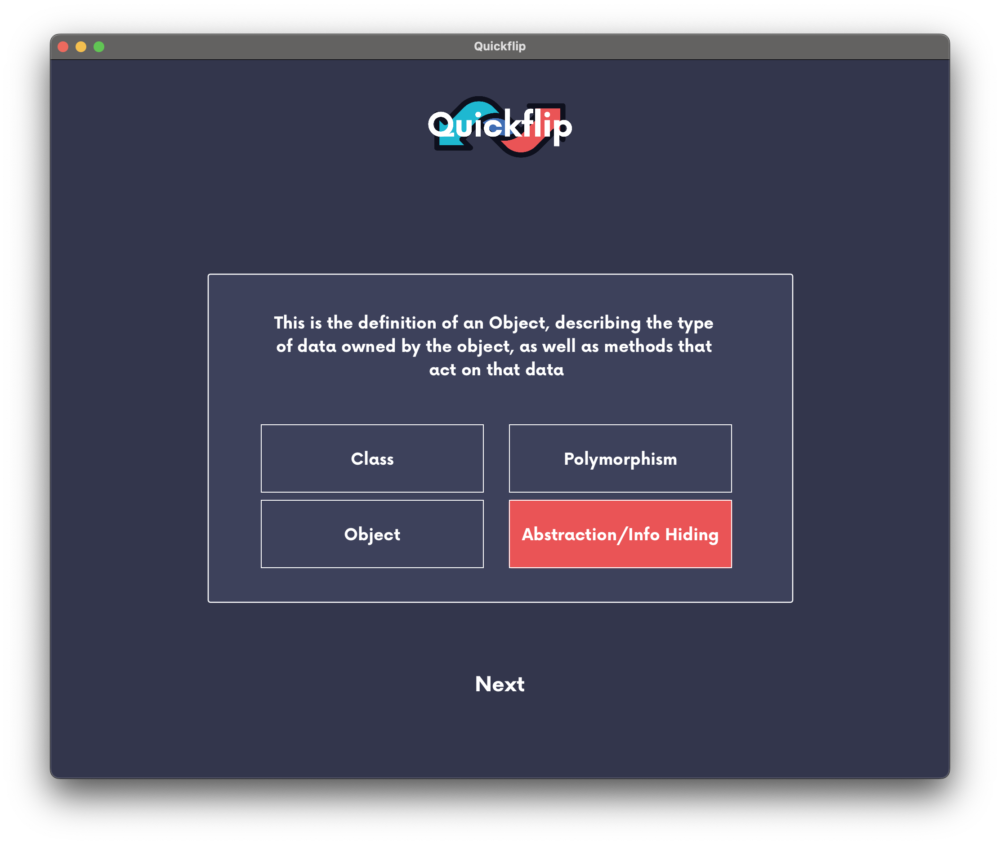 Quickflip
Quickflip
This is the definition of an Object, describing the type
of data owned by the object, as well as methods that
act on that data
Class
Polymorphism
Object
Abstraction/Info Hiding
Next